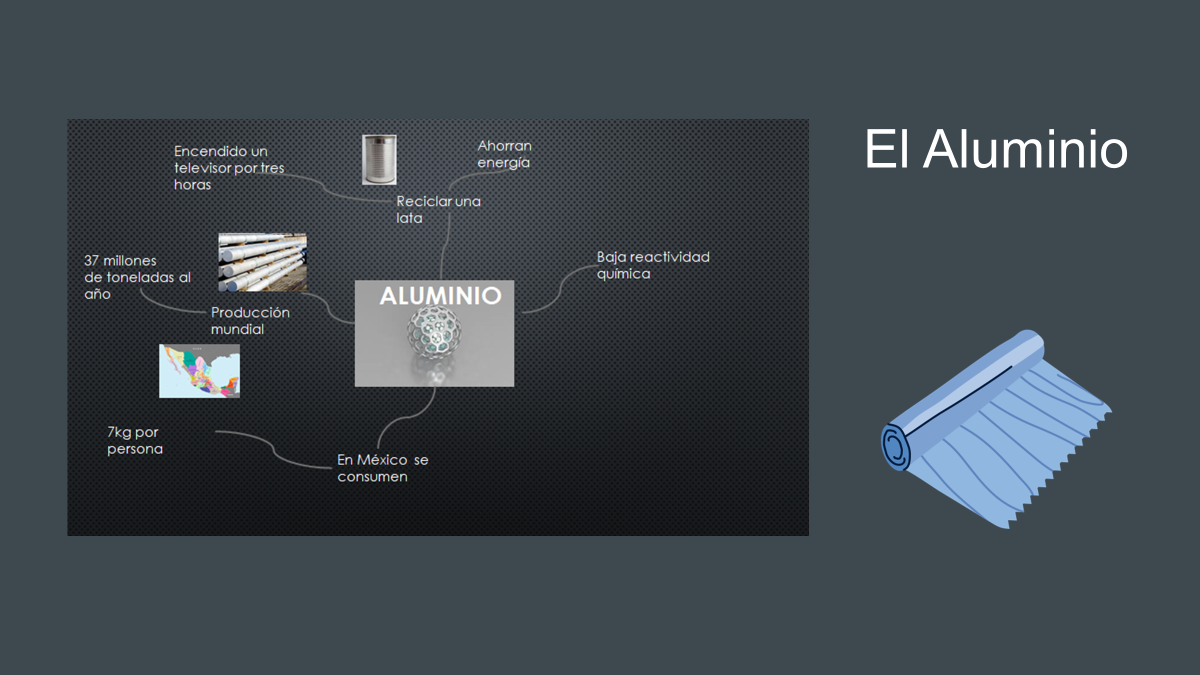 El Aluminio
Encendido un
televisor por tres
horas
Ahorran
energía
Reciclar una
lata
37 millones
de toneladas al
año
Producción
mundial
Baja reactividad
química
ALUMINIO
7kg por
persona
En México se
consumen